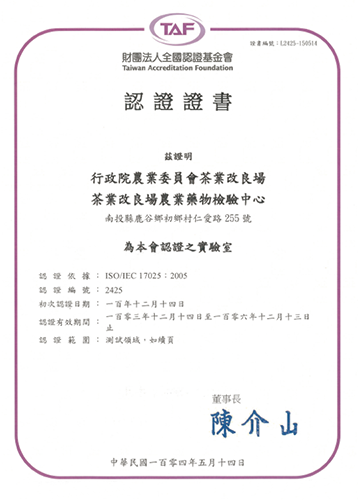 TAF
證書編號：L2425-150514
財團法人全國認證基金會
Taiwan Accreditation Foundation
認證證書
茲證明
行政院農業委員會茶業改良場
茶業改良場農業藥物檢驗中心
南投縣鹿谷鄉初鄉村仁愛路 255 號
為本會認證之實驗室
認證依據：ISO/IEC 17025：2005
認證編號：2425
初次認證日期：一百年十二月十四日
認證有效期間：一百零三年十二月十四日至一百零六年十二月十三日
止
認證範圍：測試領域，如續頁
董事長
陳介山
中華民國一百零四年五月十四日